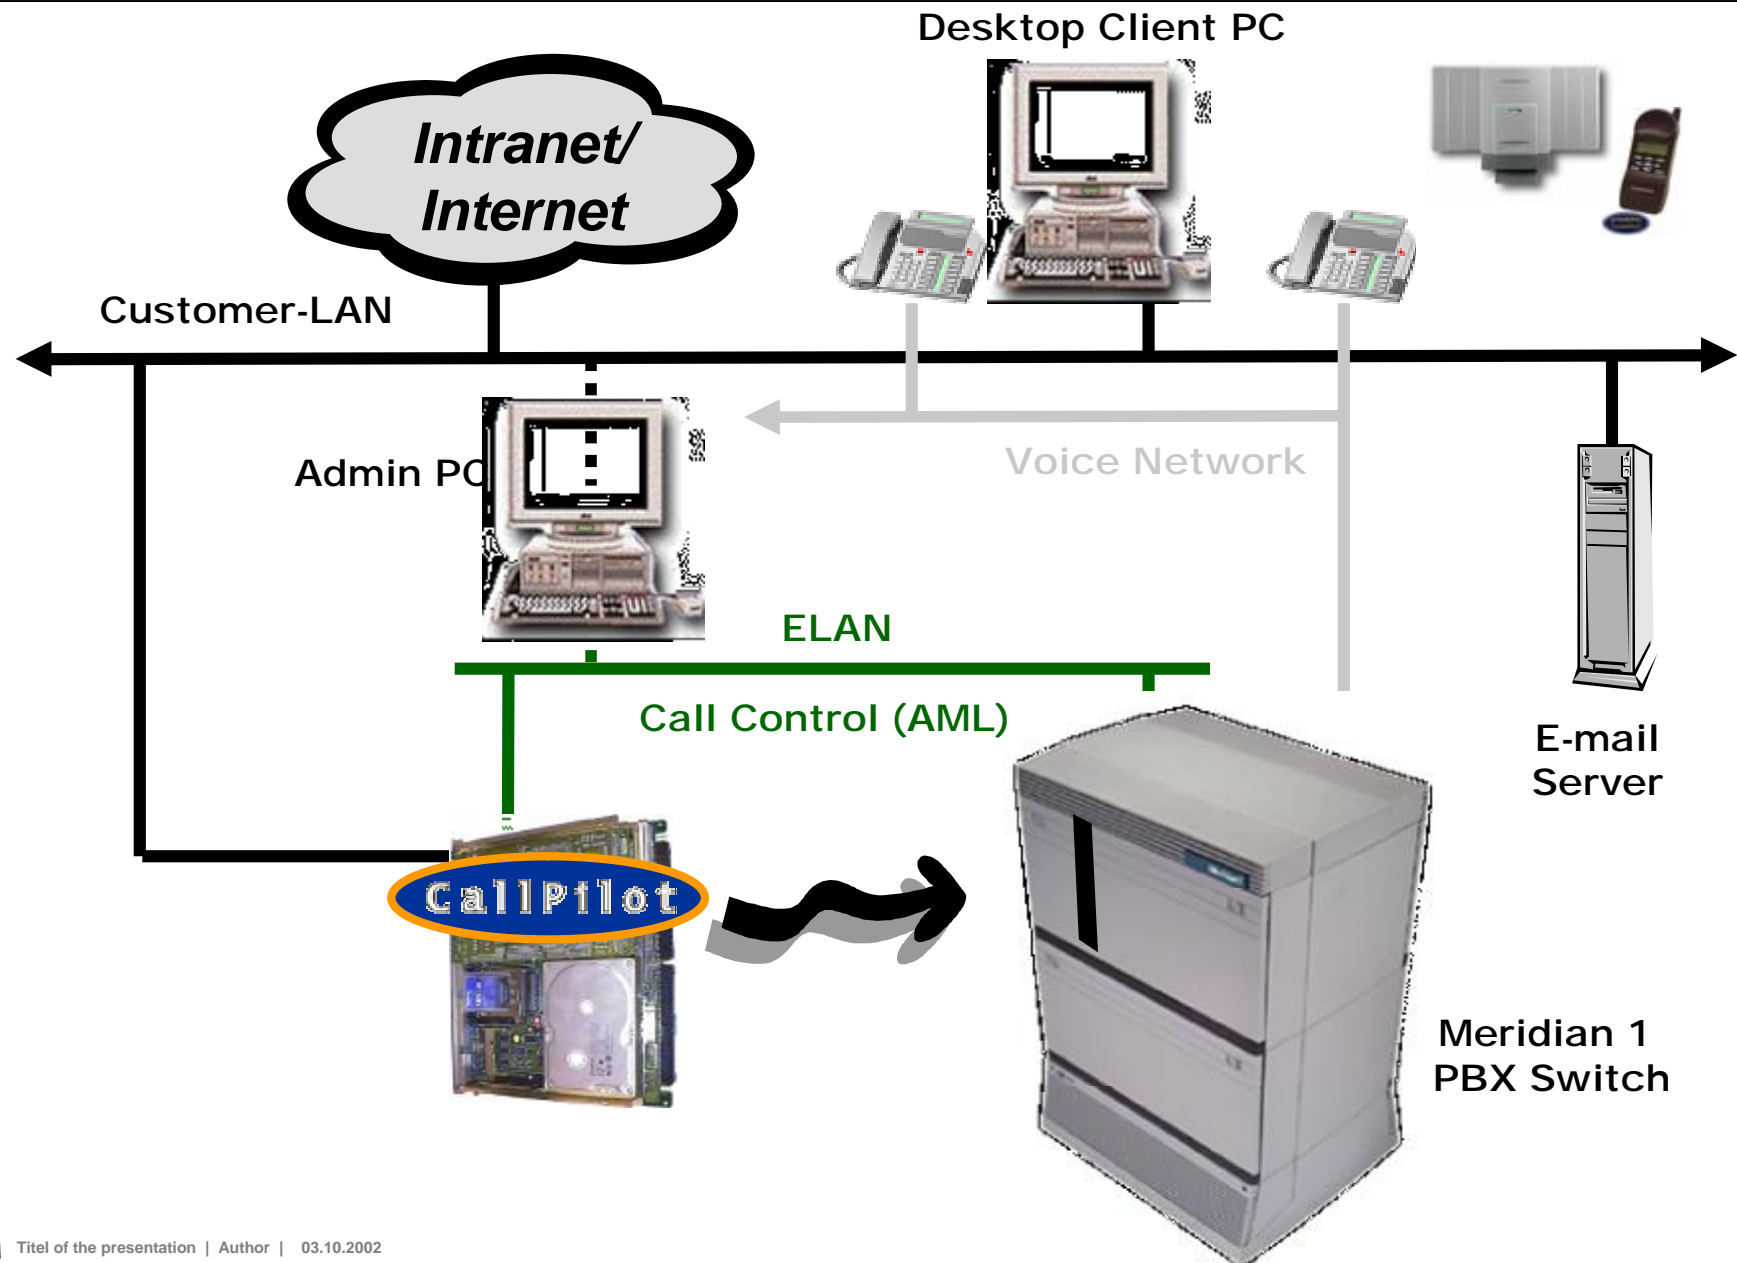 Desktop Client PC
Intranet/
Internet
Customer-LAN
Admin PC
Voice Network
ELAN
Call Control (AML)
E-mail
Server
CallPilot
Meridian 1
PBX Switch
Titel of the presentation | Author | 03.10.2002